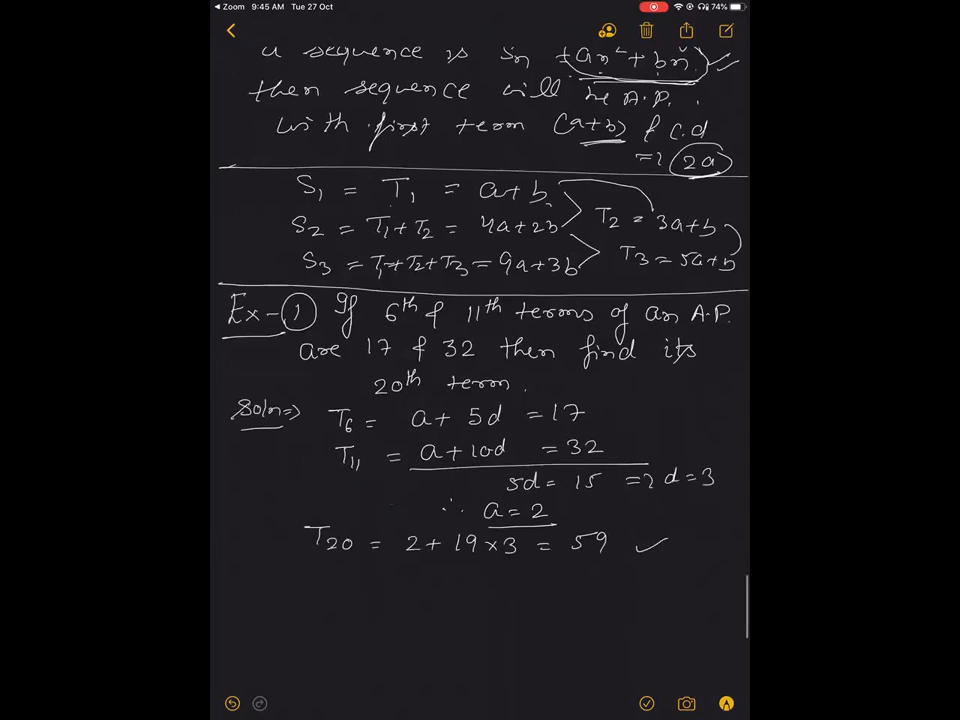 Zoom 9:45 AM Tue 27 Oct 74%
a sequence is Sn = (an² + bn)
then sequence will be A.P.
with first term (a+b) & c.d
=> 2a
S1 = T1 = a+b
S2 = T1+T2 = 4a+2b
T2 = 3a+b
S3 = T1+T2+T3 = 9a+3b
T3 = 5a+b
Ex-① If 6th & 11th terms of an A.P.
are 17 & 32 then find its
20th term.
Soln=>
T6 = a+ 5d = 17
T11 = a+10d = 32
5d = 15 => d=3
∴ a = 2
T20 = 2 + 19×3 = 59 ✓